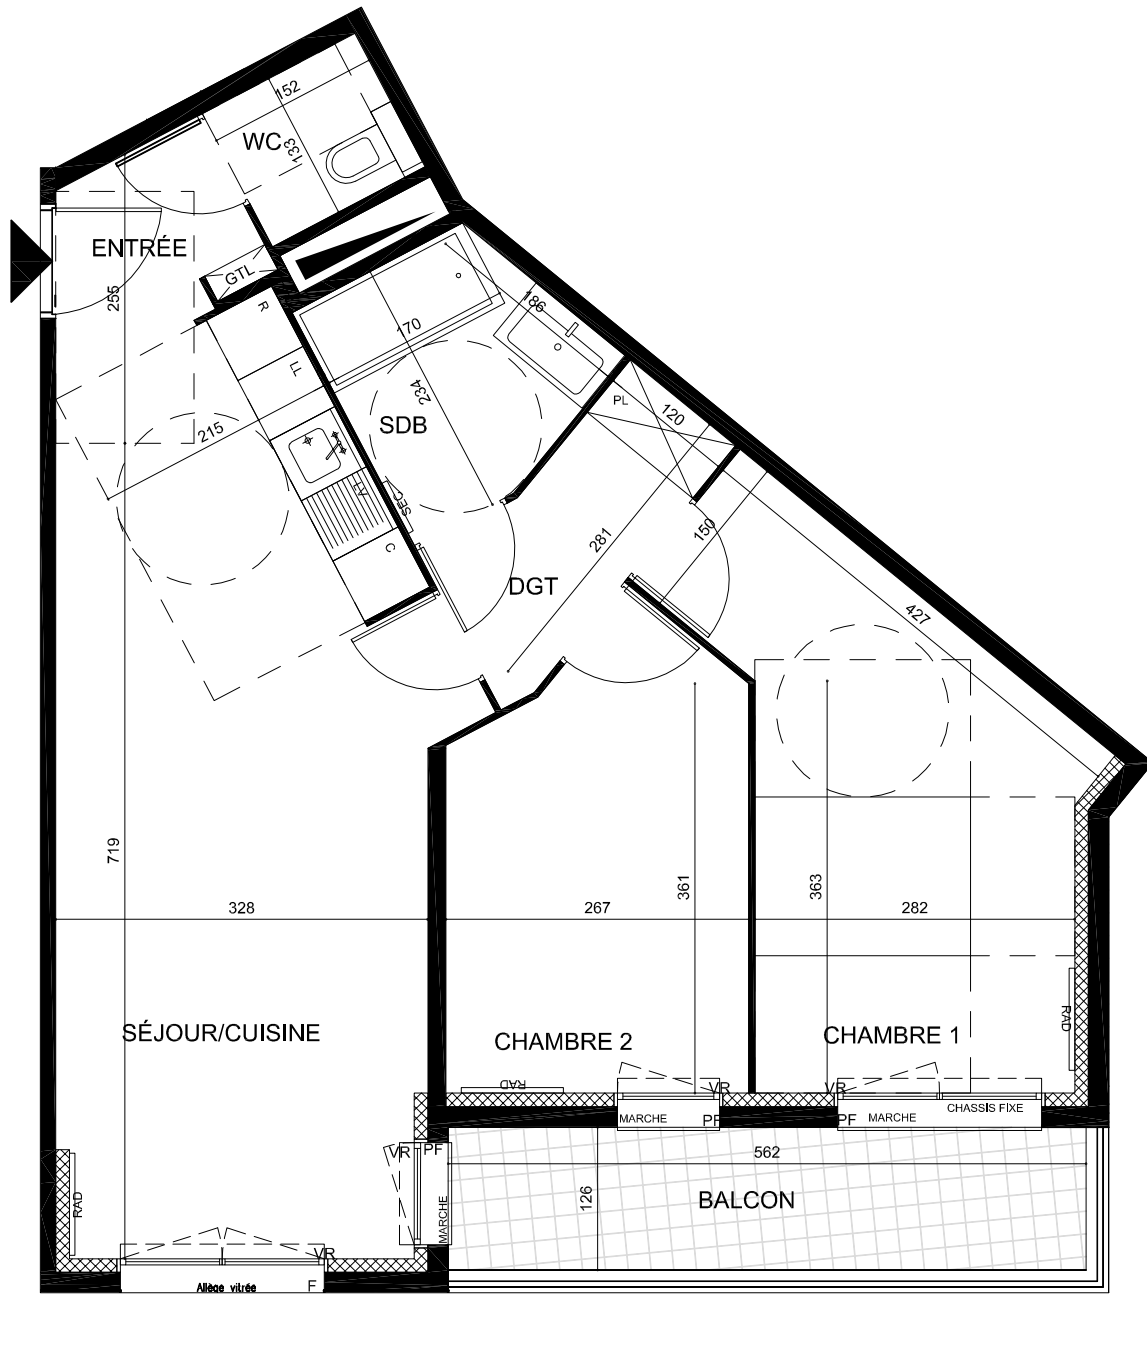 152
WC
133
ENTRÉE
GTL
255
R
170
186
LL
234
PL
120
SDB
215
LV
SEC
150
281
C
DGT
427
719
361
363
328
267
282
SÉJOUR/CUISINE
CHAMBRE 2
CHAMBRE 1
RAD
RAD
VR
VR
CHASSIS FIXE
MARCHE
PF
PF
MARCHE
VR
PF
562
RAD
MARCHE
126
BALCON
VR
Allège vitrée
F